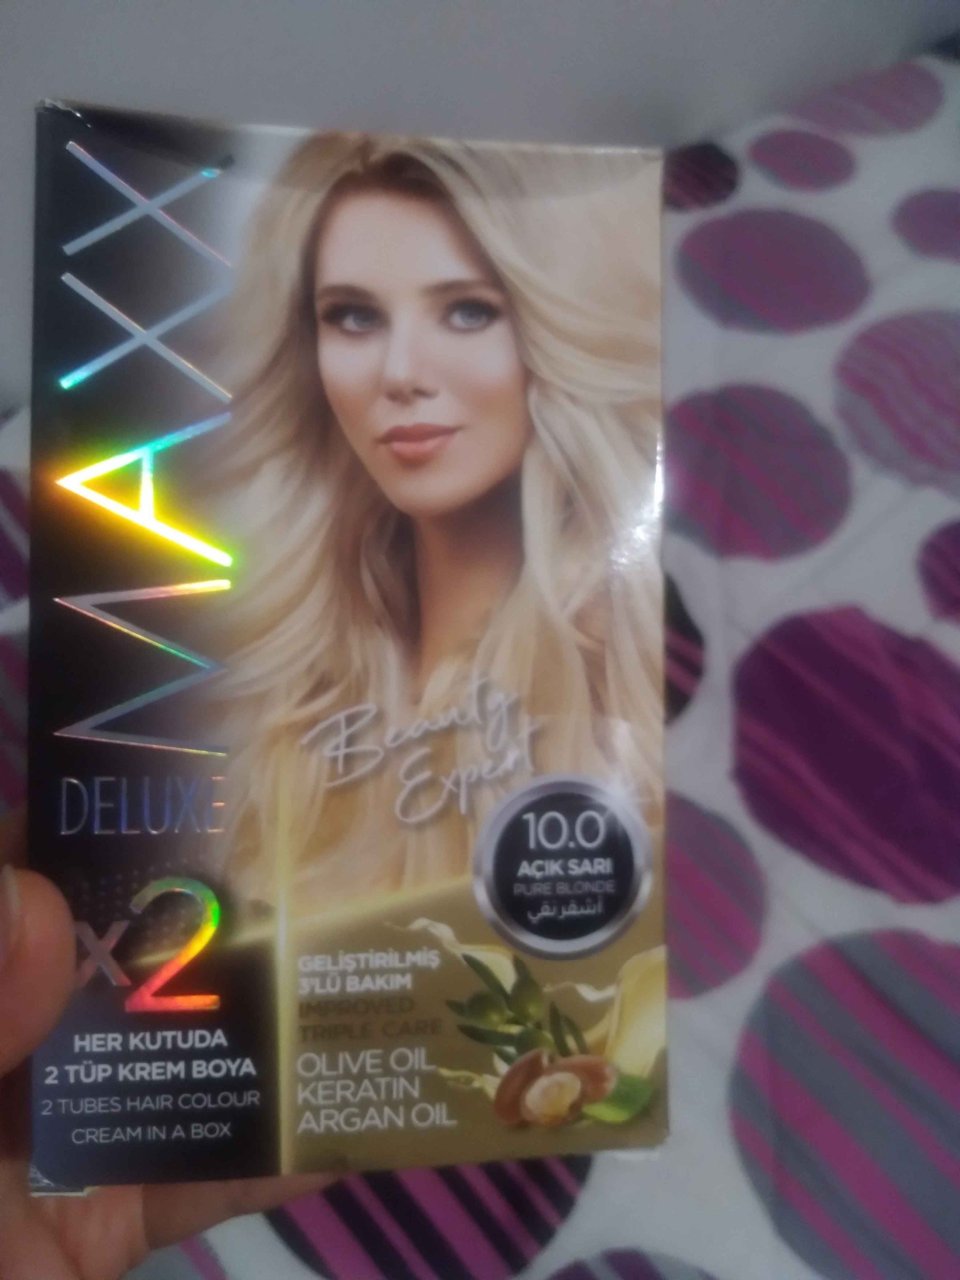 MAXX
DELUXE
x2
HER KUTUDA
2 TÜP KREM BOYA
2 TUBES HAIR COLOUR
CREAM IN A BOX
Beauty
Expert
10.0
AÇIK SARI
PURE BLONDE
أشقر نقي
GELİŞTİRİLMİŞ
3'LÜ BAKIM
IMPROVED
TRIPLE CARE
OLIVE OIL
KERATIN
ARGAN OIL